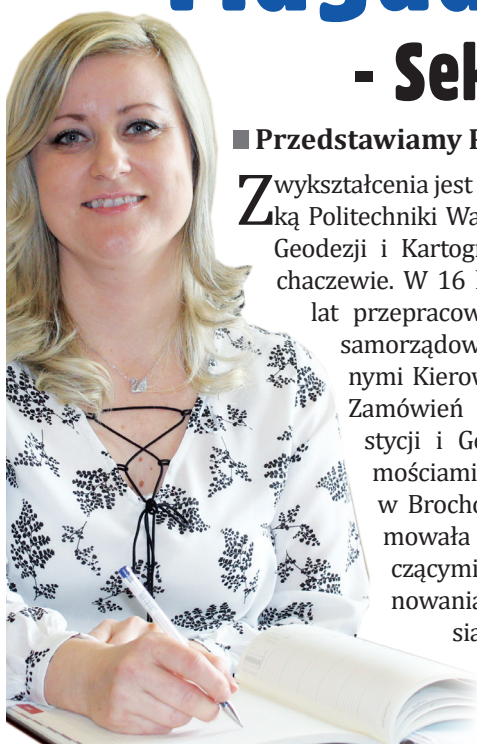 - Sek
Przedstawiamy P
Zwykształcenia jest
ką Politechniki Wa
Geodezji i Kartogr
chaczewie. W 16 l
lat przepracow
samorządow
nymi Kierow
Zamówień
stycji i Ge
mościami
w Brocho
mowała
czącymi
nowania
sia